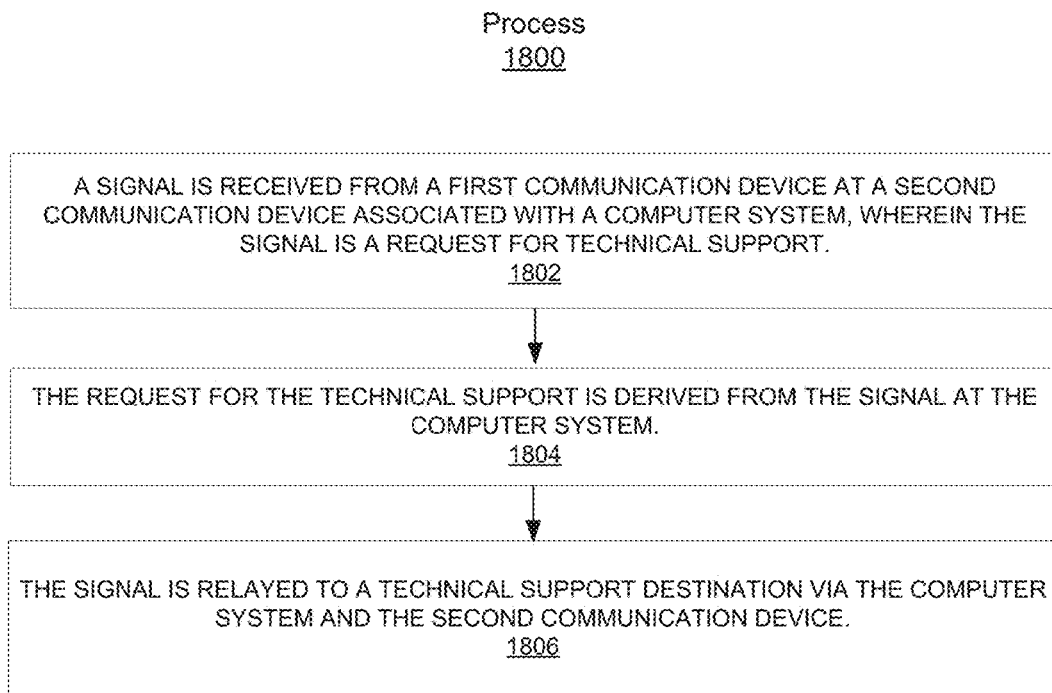 Process
1800
A SIGNAL IS RECEIVED FROM A FIRST COMMUNICATION DEVICE AT A SECOND
COMMUNICATION DEVICE ASSOCIATED WITH A COMPUTER SYSTEM, WHEREIN THE
SIGNAL IS A REQUEST FOR TECHNICAL SUPPORT.
1802
THE REQUEST FOR THE TECHNICAL SUPPORT IS DERIVED FROM THE SIGNAL AT THE
COMPUTER SYSTEM.
1804
THE SIGNAL IS RELAYED TO A TECHNICAL SUPPORT DESTINATION VIA THE COMPUTER
SYSTEM AND THE SECOND COMMUNICATION DEVICE.
1806